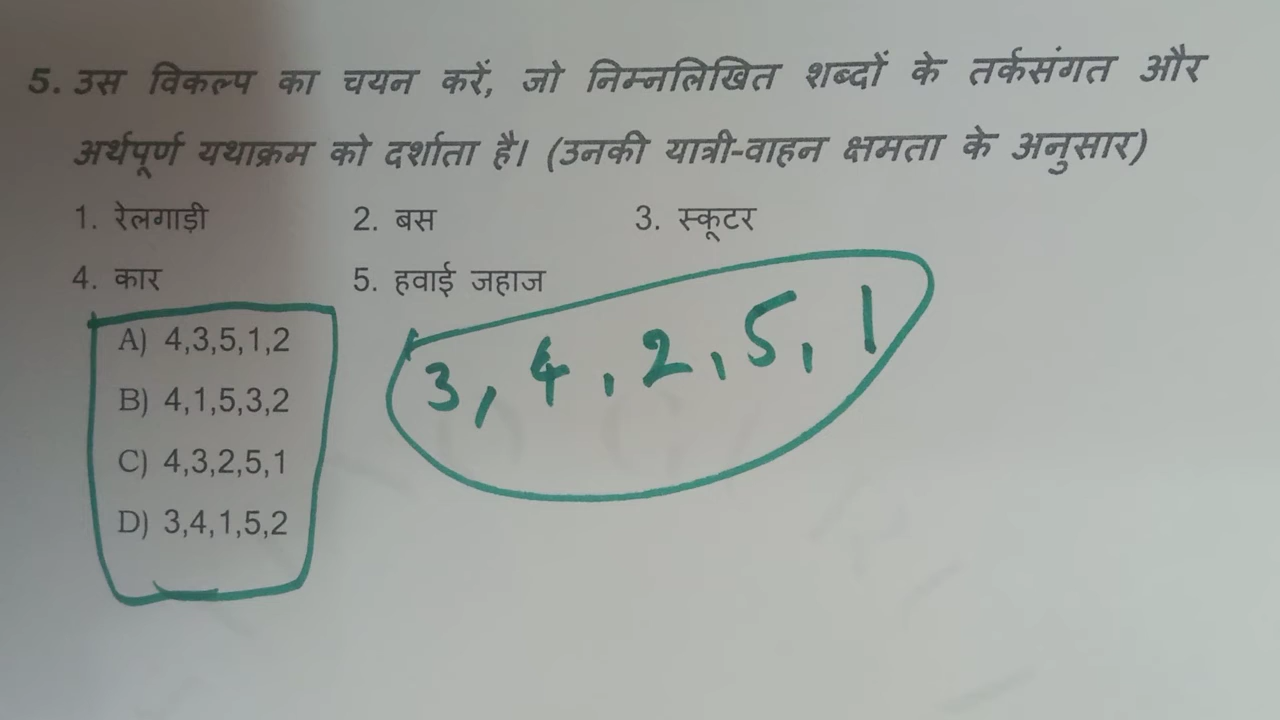 5. उस विकल्प का चयन करें, जो निम्नलिखित शब्दों के तर्कसंगत और
अर्थपूर्ण यथाक्रम को दर्शाता है। (उनकी यात्री-वाहन क्षमता के अनुसार)
1. रेलगाड़ी 2. बस 3. स्कूटर
4. कार 5. हवाई जहाज
A) 4,3,5,1,2
B) 4,1,5,3,2
C) 4,3,2,5,1
D) 3,4,1,5,2
3, 4, 2, 5, 1